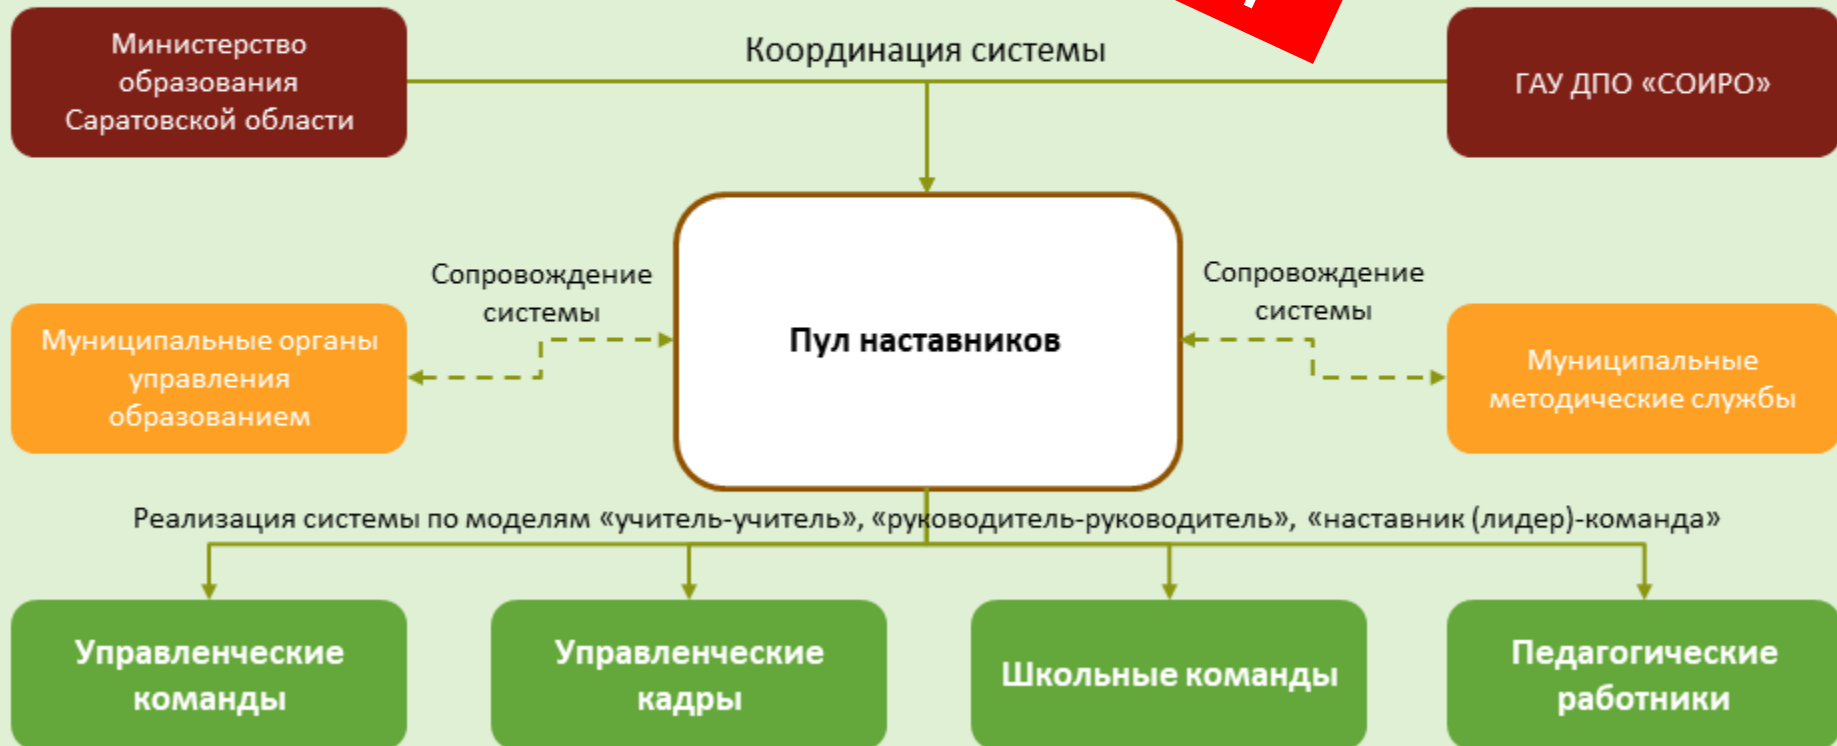 Министерство
образования
Саратовской области
Координация системы
ГАУ ДПО «СОИРО»
Сопровождение
системы
Сопровождение
системы
Муниципальные органы
управления
образованием
Пул наставников
Муниципальные
методические службы
Реализация системы по моделям «учитель-учитель», «руководитель-руководитель», «наставник (лидер)-команда»
Управленческие
команды
Управленческие
кадры
Школьные команды
Педагогические
работники